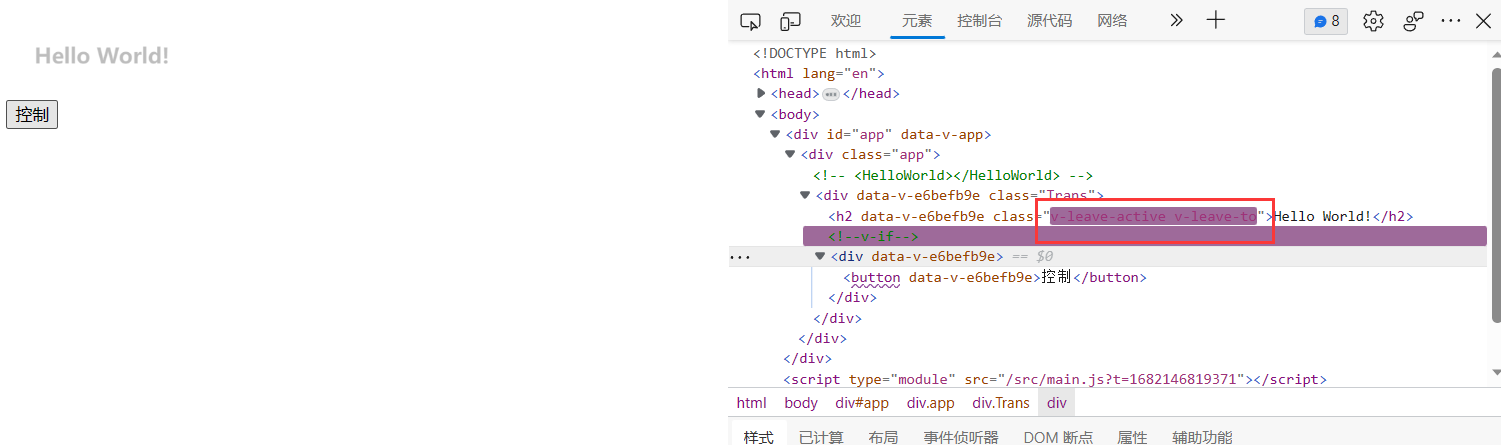 Hello World!
控制
欢迎 元素 控制台 源代码 网络 8
<!DOCTYPE html>
<html lang="en">
<head>•••</head>
<body>
<div id="app" data-v-app>
<div class="app">
<!-- <HelloWorld></HelloWorld> -->
<div data-v-e6befb9e class="Trans">
<h2 data-v-e6befb9e class="v-leave-active v-leave-to">Hello World!</h2>
<!--v-if-->
<div data-v-e6befb9e> == $0
<button data-v-e6befb9e>控制</button>
</div>
</div>
</div>
</div>
<script type="module" src="/src/main.js?t=1682146819371"></script>
html body div#app div.app div.Trans div
样式 已计算 布局 事件侦听器 DOM 断点 属性 辅助功能